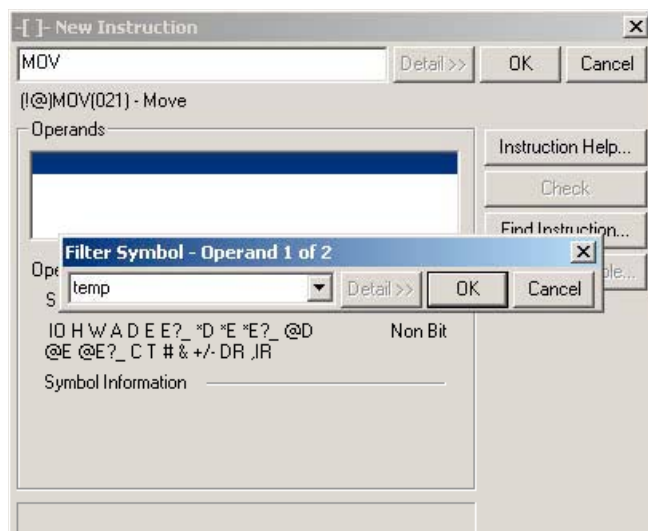 -[ ]- New Instruction
MOV
Detail >>
OK
Cancel
(!@)MOV(021) - Move
Operands
Instruction Help...
Check
Find Instruction...
Filter Symbol - Operand 1 of 2
temp
Detail >>
OK
Cancel
IO H W A D E E?_ *D *E *E?_ @D
Non Bit
@E @E?_ C T # & +/- DR ,IR
Symbol Information